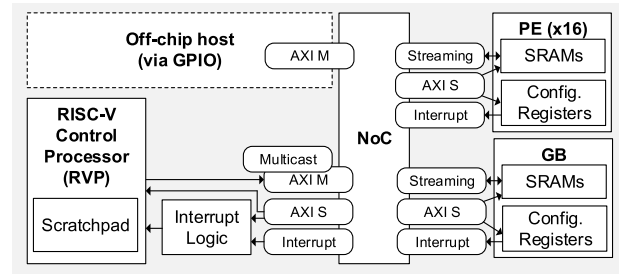 Off-chip host
(via GPIO)
AXI M
RISC-V
Control
Processor
(RVP)
Scratchpad
Interrupt
Logic
Multicast
AXI M
AXI S
Interrupt
NoC
Streaming
AXI S
Interrupt
PE (x16)
SRAMs
Config.
Registers
Streaming
AXI S
Interrupt
GB
SRAMs
Config.
Registers